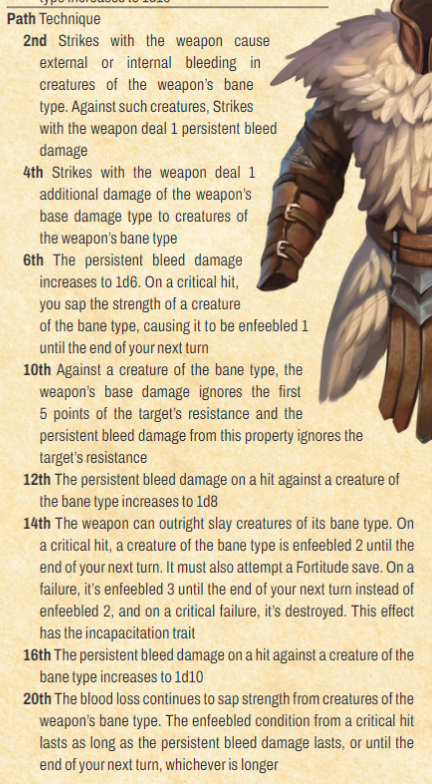 type increases to 1d10
Path Technique
2nd Strikes with the weapon cause
external or internal bleeding in
creatures of the weapon's bane
type. Against such creatures, Strikes
with the weapon deal 1 persistent bleed
damage
4th Strikes with the weapon deal 1
additional damage of the weapon's
base damage type to creatures of
the weapon's bane type
6th The persistent bleed damage
increases to 1d6. On a critical hit,
you sap the strength of a creature
of the bane type, causing it to be enfeebled 1
until the end of your next turn
10th Against a creature of the bane type, the
weapon's base damage ignores the first
5 points of the target's resistance and the
persistent bleed damage from this property ignores the
target's resistance
12th The persistent bleed damage on a hit against a creature of
the bane type increases to 1d8
14th The weapon can outright slay creatures of its bane type. On
a critical hit, a creature of the bane type is enfeebled 2 until the
end of your next turn. It must also attempt a Fortitude save. On a
failure, it's enfeebled 3 until the end of your next turn instead of
enfeebled 2, and on a critical failure, it's destroyed. This effect
has the incapacitation trait
16th The persistent bleed damage on a hit against a creature of the
bane type increases to 1d10
20th The blood loss continues to sap strength from creatures of the
weapon's bane type. The enfeebled condition from a critical hit
lasts as long as the persistent bleed damage lasts, or until the
end of your next turn, whichever is longer